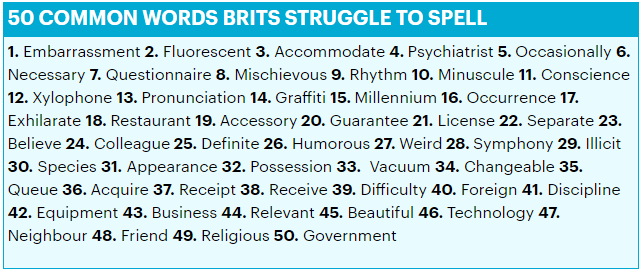 50 COMMON WORDS BRITS STRUGGLE TO SPELL
1. Embarrassment 2. Fluorescent 3. Accommodate 4. Psychiatrist 5. Occasionally 6.
Necessary 7. Questionnaire 8. Mischievous 9. Rhythm 10. Minuscule 11. Conscience
12. Xylophone 13. Pronunciation 14. Graffiti 15. Millennium 16. Occurrence 17.
Exhilarate 18. Restaurant 19. Accessory 20. Guarantee 21. License 22. Separate 23.
Believe 24. Colleague 25. Definite 26. Humorous 27. Weird 28. Symphony 29. Illicit
30. Species 31. Appearance 32. Possession 33. Vacuum 34. Changeable 35.
Queue 36. Acquire 37. Receipt 38. Receive 39. Difficulty 40. Foreign 41. Discipline
42. Equipment 43. Business 44. Relevant 45. Beautiful 46. Technology 47.
Neighbour 48. Friend 49. Religious 50. Government